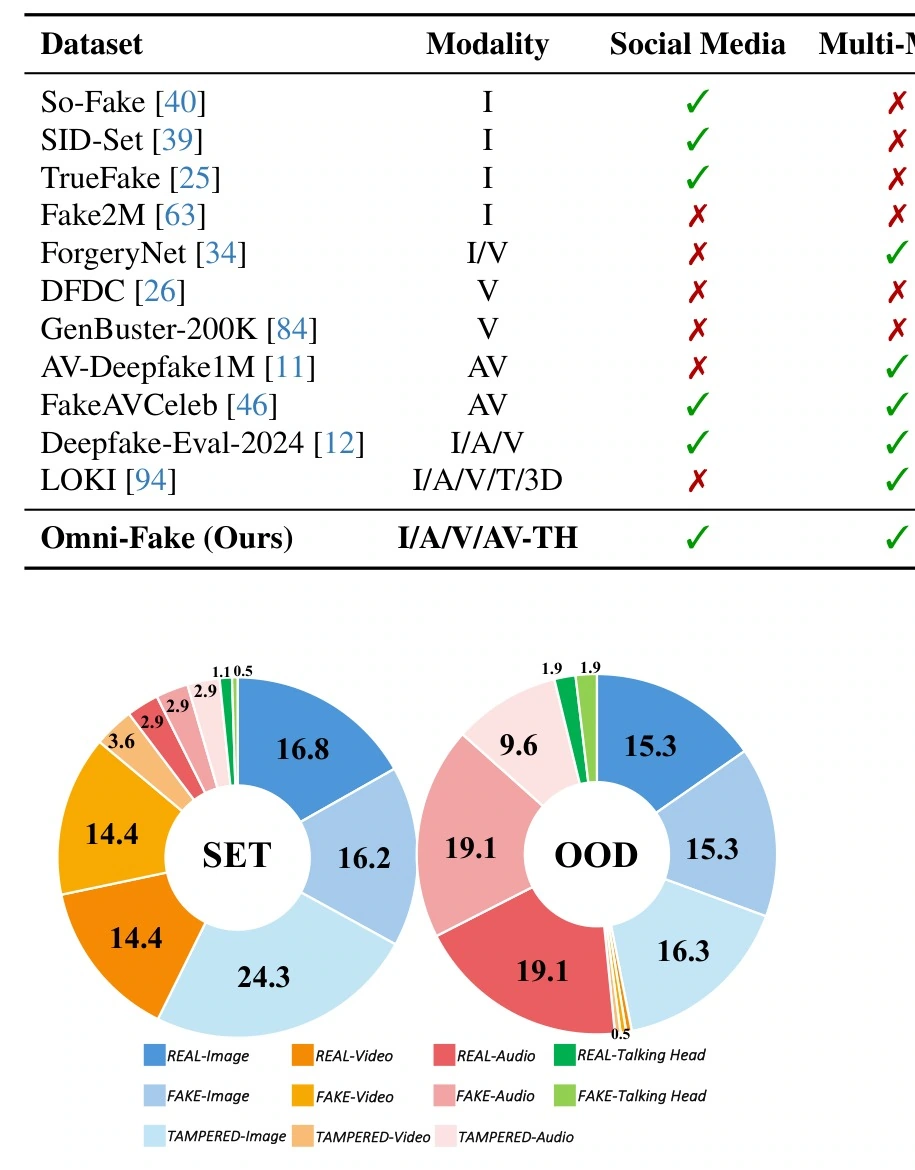 Dataset Modality Social Media Multi-M
So-Fake [40] I ✓ ✗
SID-Set [39] I ✓ ✗
TrueFake [25] I ✓ ✗
Fake2M [63] I ✗ ✗
ForgeryNet [34] I/V ✗ ✓
DFDC [26] V ✗ ✗
GenBuster-200K [84] V ✗ ✗
AV-Deepfake1M [11] AV ✗ ✓
FakeAVCeleb [46] AV ✓ ✓
Deepfake-Eval-2024 [12] I/A/V ✓ ✓
LOKI [94] I/A/V/T/3D ✗ ✓
Omni-Fake (Ours) I/A/V/AV-TH ✓ ✓
SET
16.8
16.2
24.3
14.4
14.4
3.6
2.9
2.9
2.9
1.1
0.5
OOD
15.3
15.3
16.3
0.5
19.1
19.1
9.6
1.9
1.9
REAL-Image REAL-Video REAL-Audio REAL-Talking Head
FAKE-Image FAKE-Video FAKE-Audio FAKE-Talking Head
TAMPERED-Image TAMPERED-Video TAMPERED-Audio